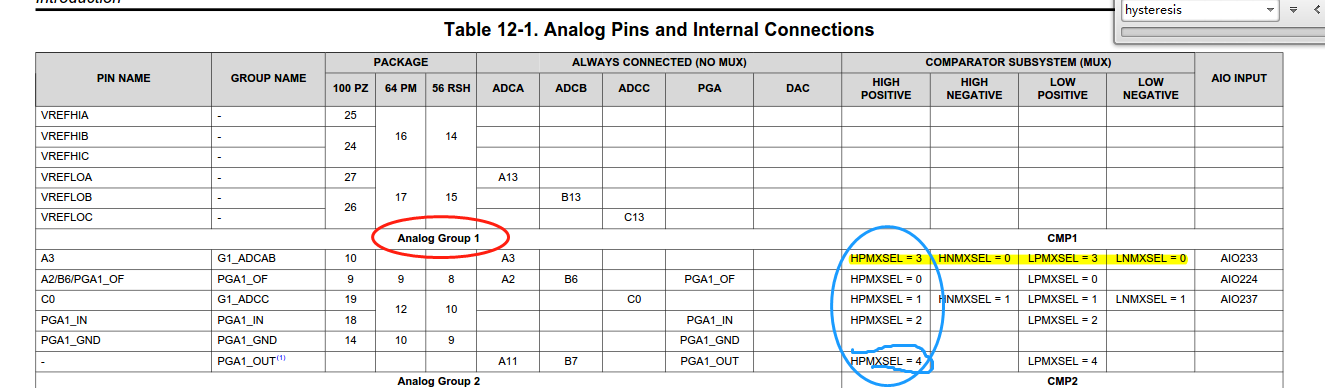 Introduction
hysteresis
Table 12-1. Analog Pins and Internal Connections
PIN NAME GROUP NAME PACKAGE ALWAYS CONNECTED (NO MUX) COMPARATOR SUBSYSTEM (MUX) AIO INPUT
100 PZ 64 PM 56 RSH ADCA ADCB ADCC PGA DAC HIGH POSITIVE HIGH NEGATIVE LOW POSITIVE LOW NEGATIVE
VREFHIA - 25
VREFHIB - 24 16 14
VREFHIC -
VREFLOA - 27 A13
VREFLOB - 26 17 15 B13
VREFLOC - C13
Analog Group 1 CMP1
A3 G1_ADCAB 10 A3 HPMXSEL = 3 HNMXSEL = 0 LPMXSEL = 3 LNMXSEL = 0 AIO233
A2/B6/PGA1_OF PGA1_OF 9 9 8 A2 B6 PGA1_OF HPMXSEL = 0 LPMXSEL = 0 AIO224
C0 G1_ADCC 19 12 10 C0 HPMXSEL = 1 HNMXSEL = 1 LPMXSEL = 1 LNMXSEL = 1 AIO237
PGA1_IN PGA1_IN 18 PGA1_IN HPMXSEL = 2 LPMXSEL = 2
PGA1_GND PGA1_GND 14 10 9 PGA1_GND
- PGA1_OUT(1) A11 B7 PGA1_OUT HPMXSEL = 4 LPMXSEL = 4
Analog Group 2 CMP2